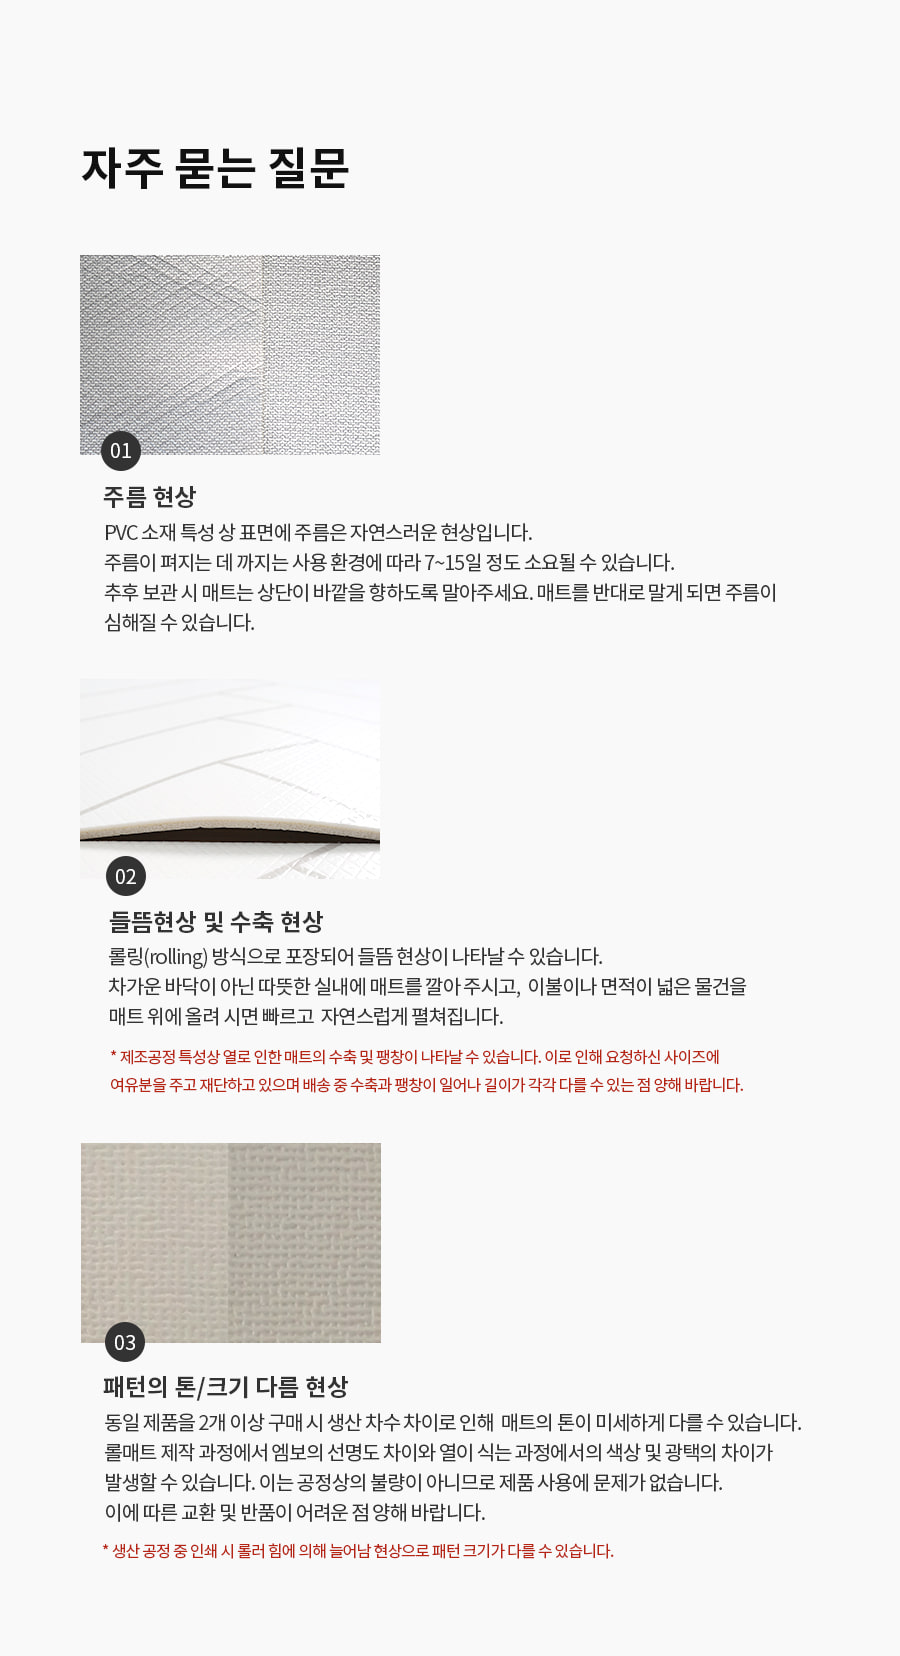 자주 묻는 질문
01
주름 현상
PVC 소재 특성 상 표면에 주름은 자연스러운 현상입니다.
주름이 펴지는 데 까지는 사용 환경에 따라 7~15일 정도 소요될 수 있습니다.
추후 보관 시 매트는 상단이 바깥을 향하도록 말아주세요. 매트를 반대로 말게 되면 주름이
심해질 수 있습니다.
02
들뜸현상 및 수축 현상
롤링(rolling) 방식으로 포장되어 들뜸 현상이 나타날 수 있습니다.
차가운 바닥이 아닌 따뜻한 실내에 매트를 깔아 주시고, 이불이나 면적이 넓은 물건을
매트 위에 올려 시면 빠르고 자연스럽게 펼쳐집니다.
* 제조공정 특성상 열로 인한 매트의 수축 및 팽창이 나타날 수 있습니다. 이로 인해 요청하신 사이즈에
여유분을 주고 재단하고 있으며 배송 중 수축과 팽창이 일어나 길이가 각각 다를 수 있는 점 양해 바랍니다.
03
패턴의 톤/크기 다름 현상
동일 제품을 2개 이상 구매 시 생산 차수 차이로 인해 매트의 톤이 미세하게 다를 수 있습니다.
롤매트 제작 과정에서 엠보의 선명도 차이와 열이 식는 과정에서의 색상 및 광택의 차이가
발생할 수 있습니다. 이는 공정상의 불량이 아니므로 제품 사용에 문제가 없습니다.
이에 따른 교환 및 반품이 어려운 점 양해 바랍니다.
* 생산 공정 중 인쇄 시 롤러 힘에 의해 늘어남 현상으로 패턴 크기가 다를 수 있습니다.